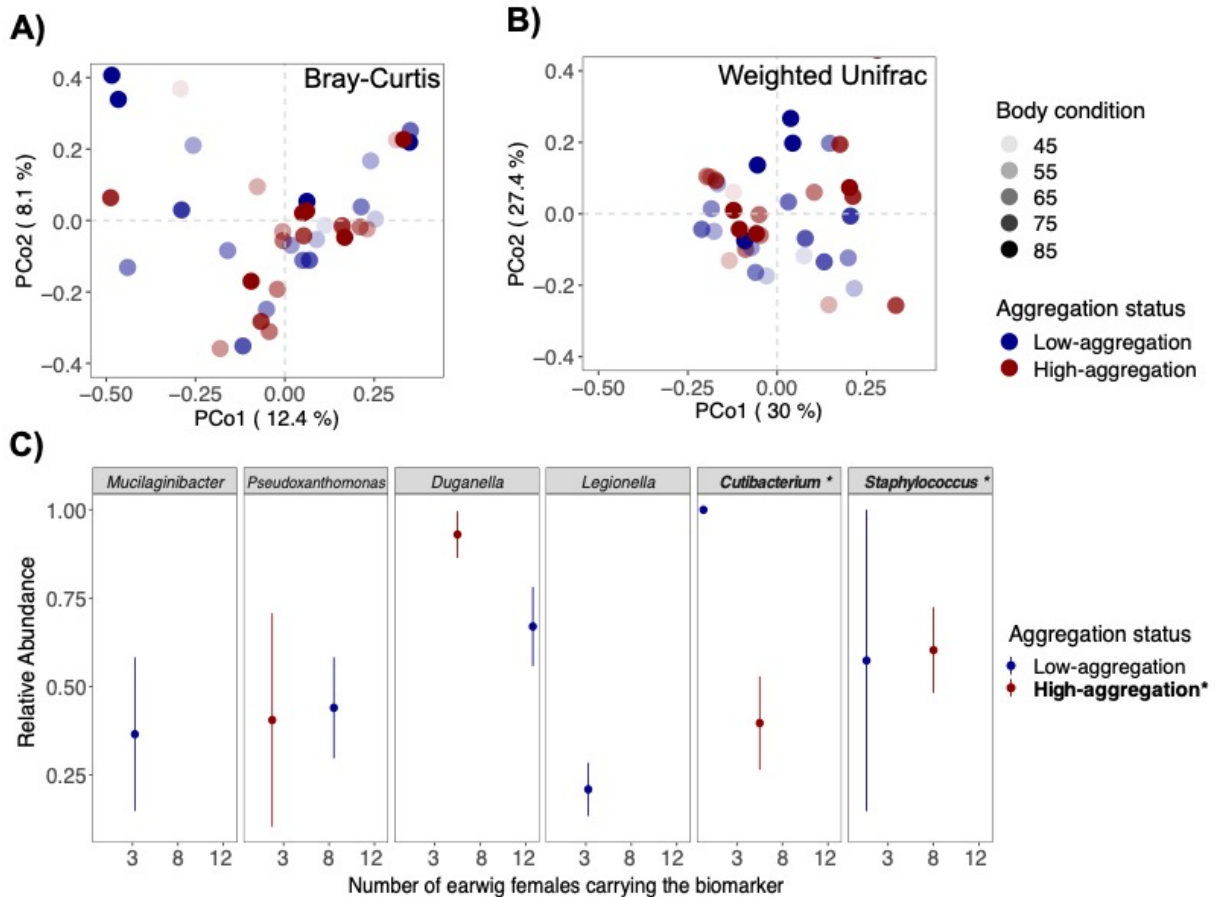 A)
Bray-Curtis
0.4
0.2
0.0
−0.2
−0.4
PCo2 ( 8.1 %)
−0.50 −0.25 0.00 0.25
PCo1 ( 12.4 %)
B)
Weighted Unifrac
0.4
0.2
0.0
−0.2
−0.4
PCo2 ( 27.4 %)
−0.50 −0.25 0.00 0.25
PCo1 ( 30 %)
Body condition
45
55
65
75
85
Aggregation status
Low-aggregation
High-aggregation
C)
Mucilaginibacter Pseudoxanthomonas Duganella Legionella Cutibacterium * Staphylococcus *
1.00
0.75
0.50
0.25
Relative Abundance
3 8 12 3 8 12 3 8 12 3 8 12 3 8 12 3 8 12
Number of earwig females carrying the biomarker
Aggregation status
Low-aggregation
High-aggregation*